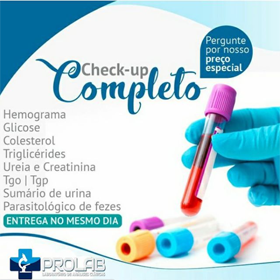 Pergunte
por nosso
preço
especial
Check-up
Completo
Hemograma
Glicose
Colesterol
Triglicérides
Ureia e Creatinina
Tgo | Tgp
Sumário de urina
Parasitológico de fezes
ENTREGA NO MESMO DIA
PROLAB